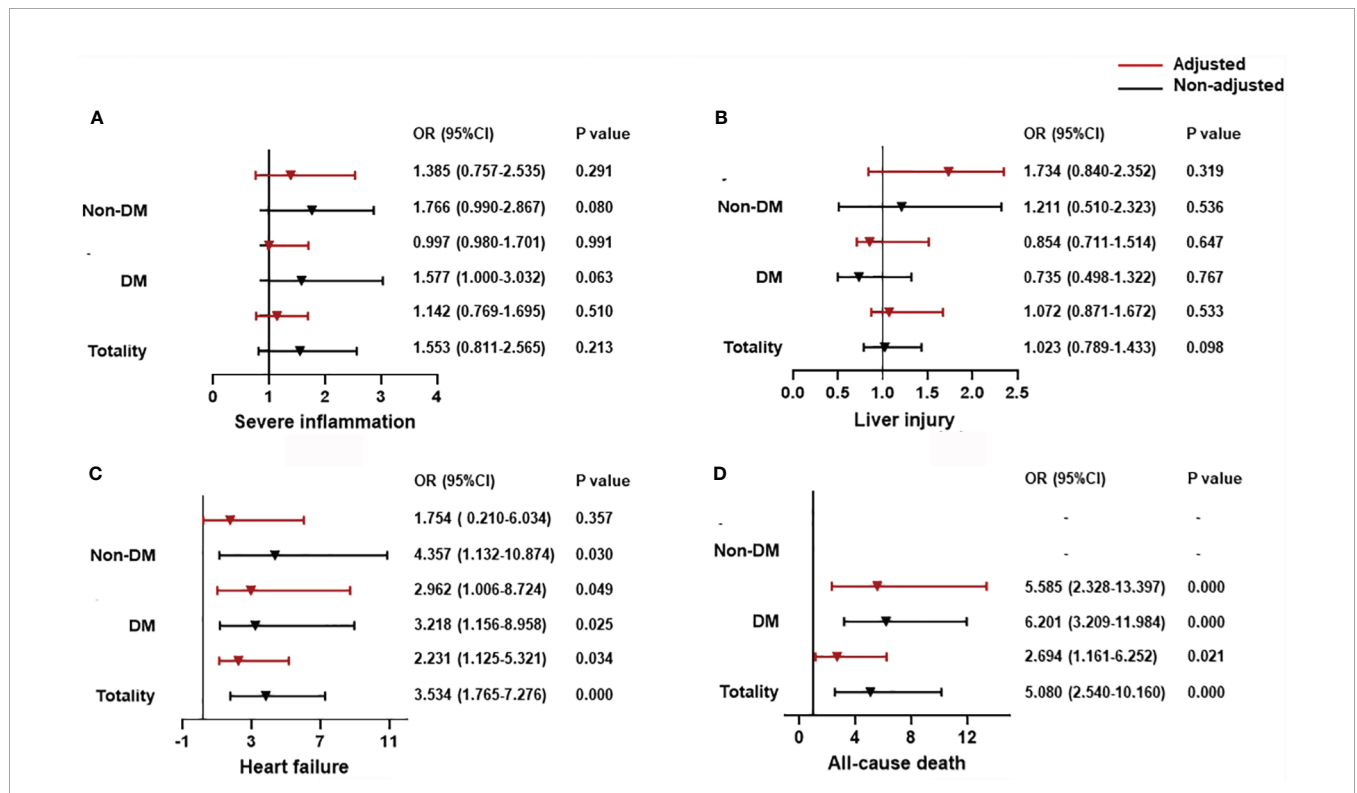 Adjusted
Non-adjusted
A
OR (95%CI) P value
1.385 (0.757-2.535) 0.291
Non-DM 1.766 (0.990-2.867) 0.080
0.997 (0.980-1.701) 0.991
DM 1.577 (1.000-3.032) 0.063
1.142 (0.769-1.695) 0.510
Totality 1.553 (0.811-2.565) 0.213
0 1 2 3 4
Severe inflammation
B
OR (95%CI) P value
1.734 (0.840-2.352) 0.319
Non-DM 1.211 (0.510-2.323) 0.536
0.854 (0.711-1.514) 0.647
DM 0.735 (0.498-1.322) 0.767
1.072 (0.871-1.672) 0.533
Totality 1.023 (0.789-1.433) 0.098
0.0 0.5 1.0 1.5 2.0 2.5
Liver injury
C
OR (95%CI) P value
1.754 ( 0.210-6.034) 0.357
Non-DM 4.357 (1.132-10.874) 0.030
2.962 (1.006-8.724) 0.049
DM 3.218 (1.156-8.958) 0.025
2.231 (1.125-5.321) 0.034
Totality 3.534 (1.765-7.276) 0.000
-1 3 7 11
Heart failure
D
OR (95%CI) P value
- -
Non-DM - -
5.585 (2.328-13.397) 0.000
DM 6.201 (3.209-11.984) 0.000
2.694 (1.161-6.252) 0.021
Totality 5.080 (2.540-10.160) 0.000
0 4 8 12
All-cause death